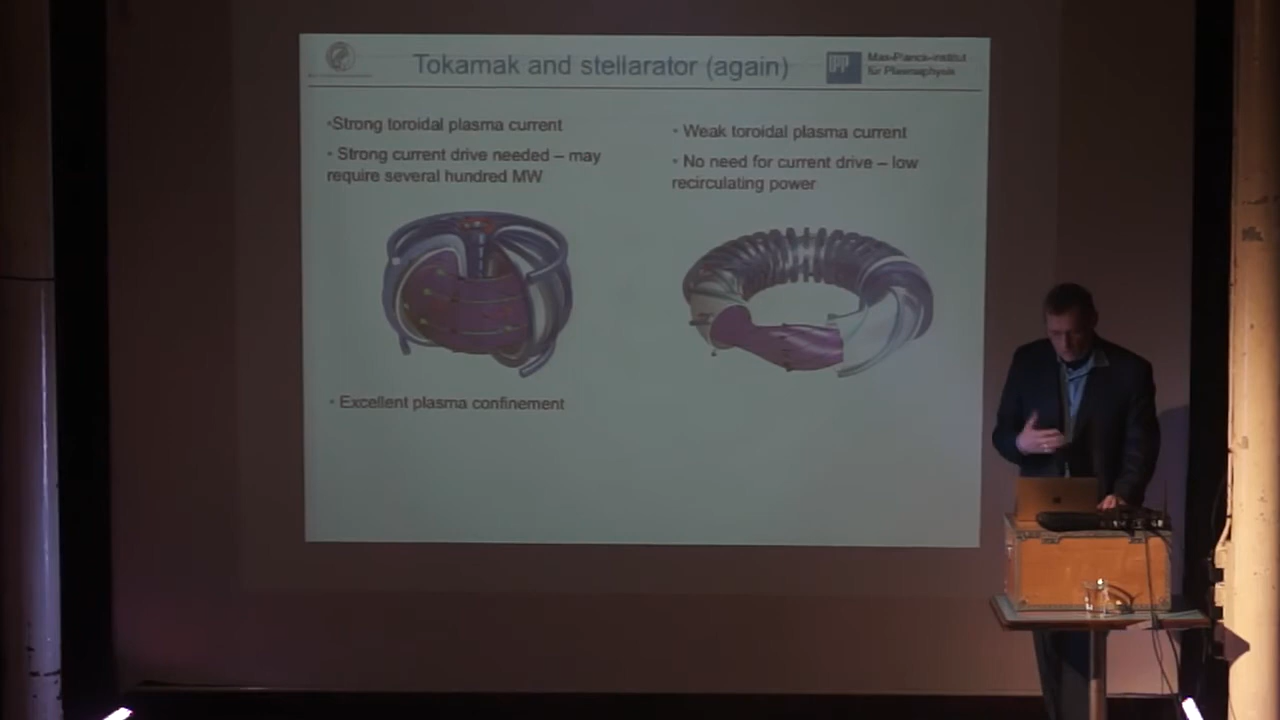 Tokamak and stellarator (again)
IPP
Max-Planck-Institut
für Plasmaphysik
•Strong toroidal plasma current
• Strong current drive needed – may
require several hundred MW
• Excellent plasma confinement
• Weak toroidal plasma current
• No need for current drive – low
recirculating power